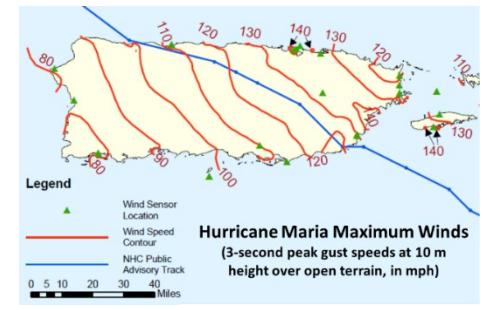 110
120
130
140
130
120
110
80
140
130
140
80
90
100
120
Legend
Wind Sensor
Location
Wind Speed
Contour
NHC Public
Advisory Track
0 5 10 20 30 40
Miles
Hurricane Maria Maximum Winds
(3-second peak gust speeds at 10 m
height over open terrain, in mph)